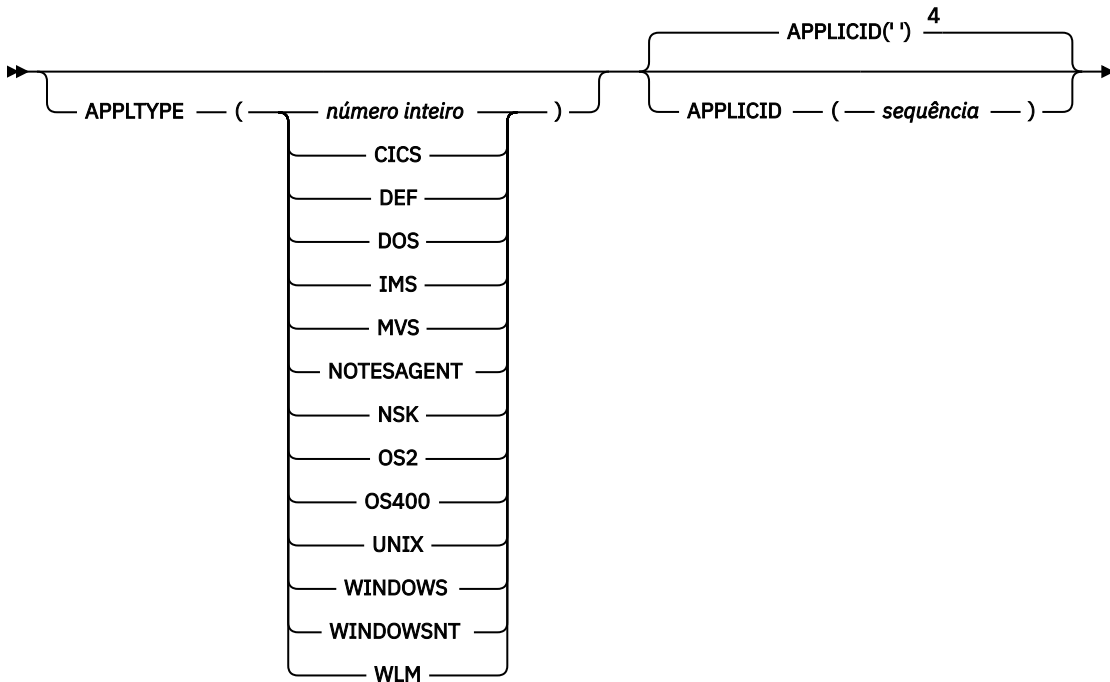 APPLICID(' ') 4
APPLTYPE ( número inteiro ) APPLICID ( sequência )
CICS
DEF
DOS
IMS
MVS
NOTESAGENT
NSK
OS2
OS400
UNIX
WINDOWS
WINDOWSNT
WLM